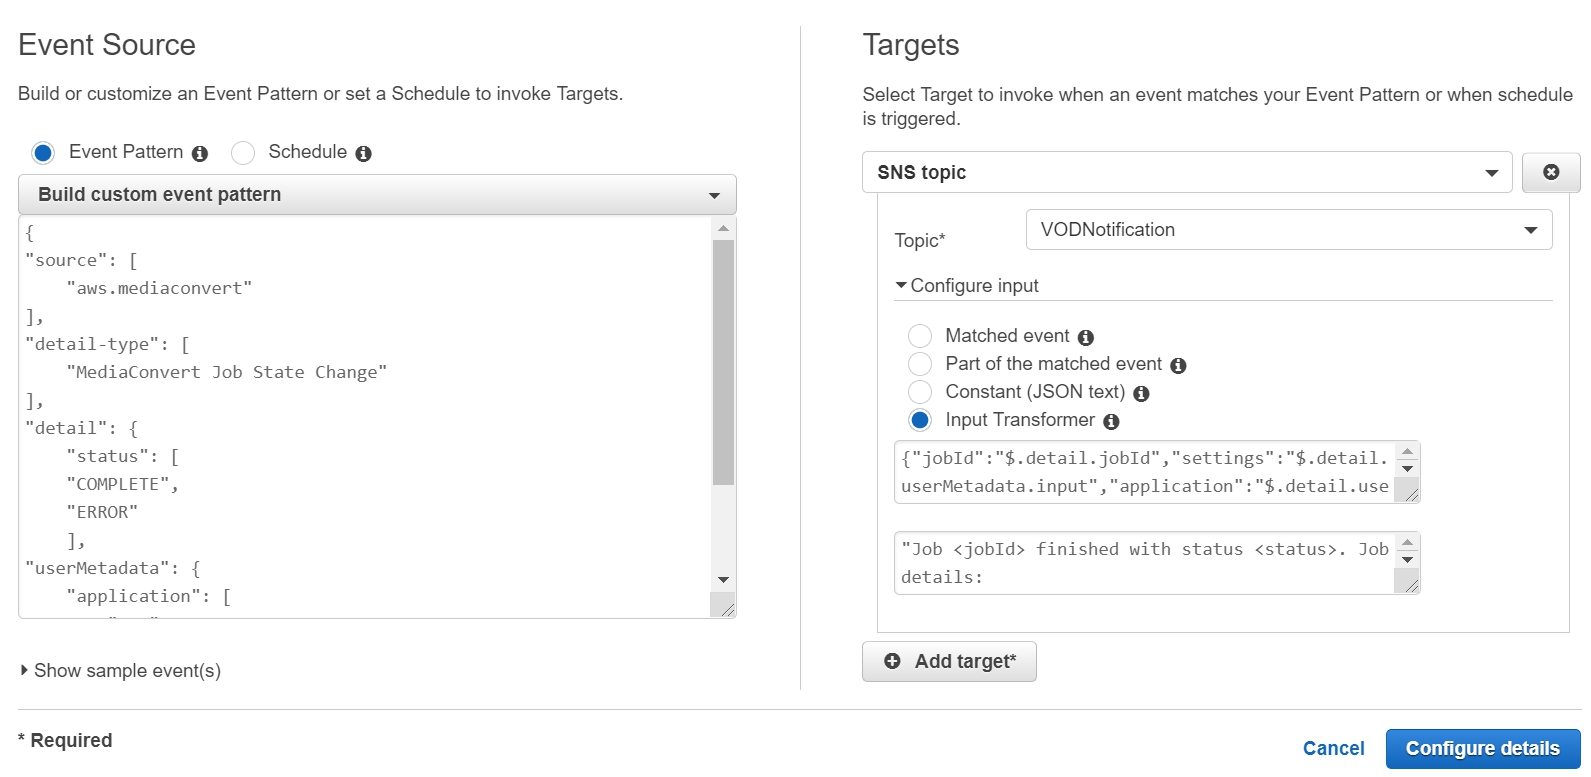 Event Source
Build or customize an Event Pattern or set a Schedule to invoke Targets.
Event Pattern
Schedule
Build custom event pattern
{
"source": [
"aws.mediaconvert"
],
"detail-type": [
"MediaConvert Job State Change"
],
"detail": {
"status": [
"COMPLETE",
"ERROR"
],
"userMetadata": {
"application": [
Show sample event(s)
Targets
Select Target to invoke when an event matches your Event Pattern or when schedule
is triggered.
SNS topic
Topic*
VODNotification
Configure input
Matched event
Part of the matched event
Constant (JSON text)
Input Transformer
{"jobId":"$.detail.jobId","settings":"$.detail.
userMetadata.input","application":"$.detail.use
"Job <jobId> finished with status <status>. Job
details:
Add target*
* Required
Cancel
Configure details